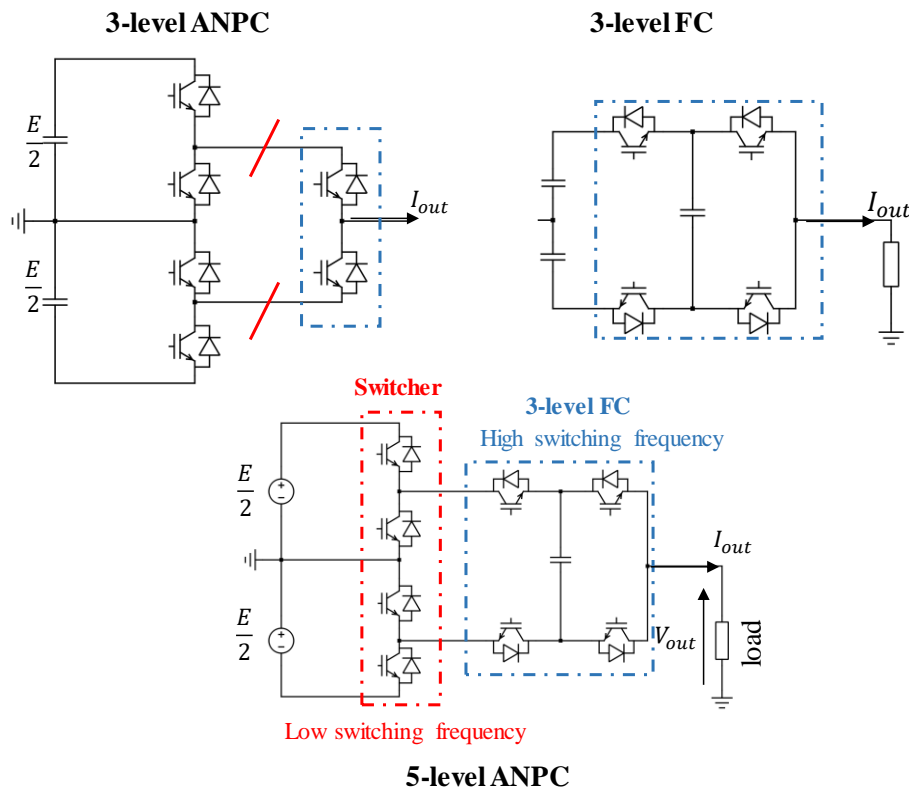 3-level ANPC
3-level FC
E
2
I_out
E
2
I_out
Switcher
3-level FC
High switching frequency
E
2
I_out
E
2
V_out
load
Low switching frequency
5-level ANPC